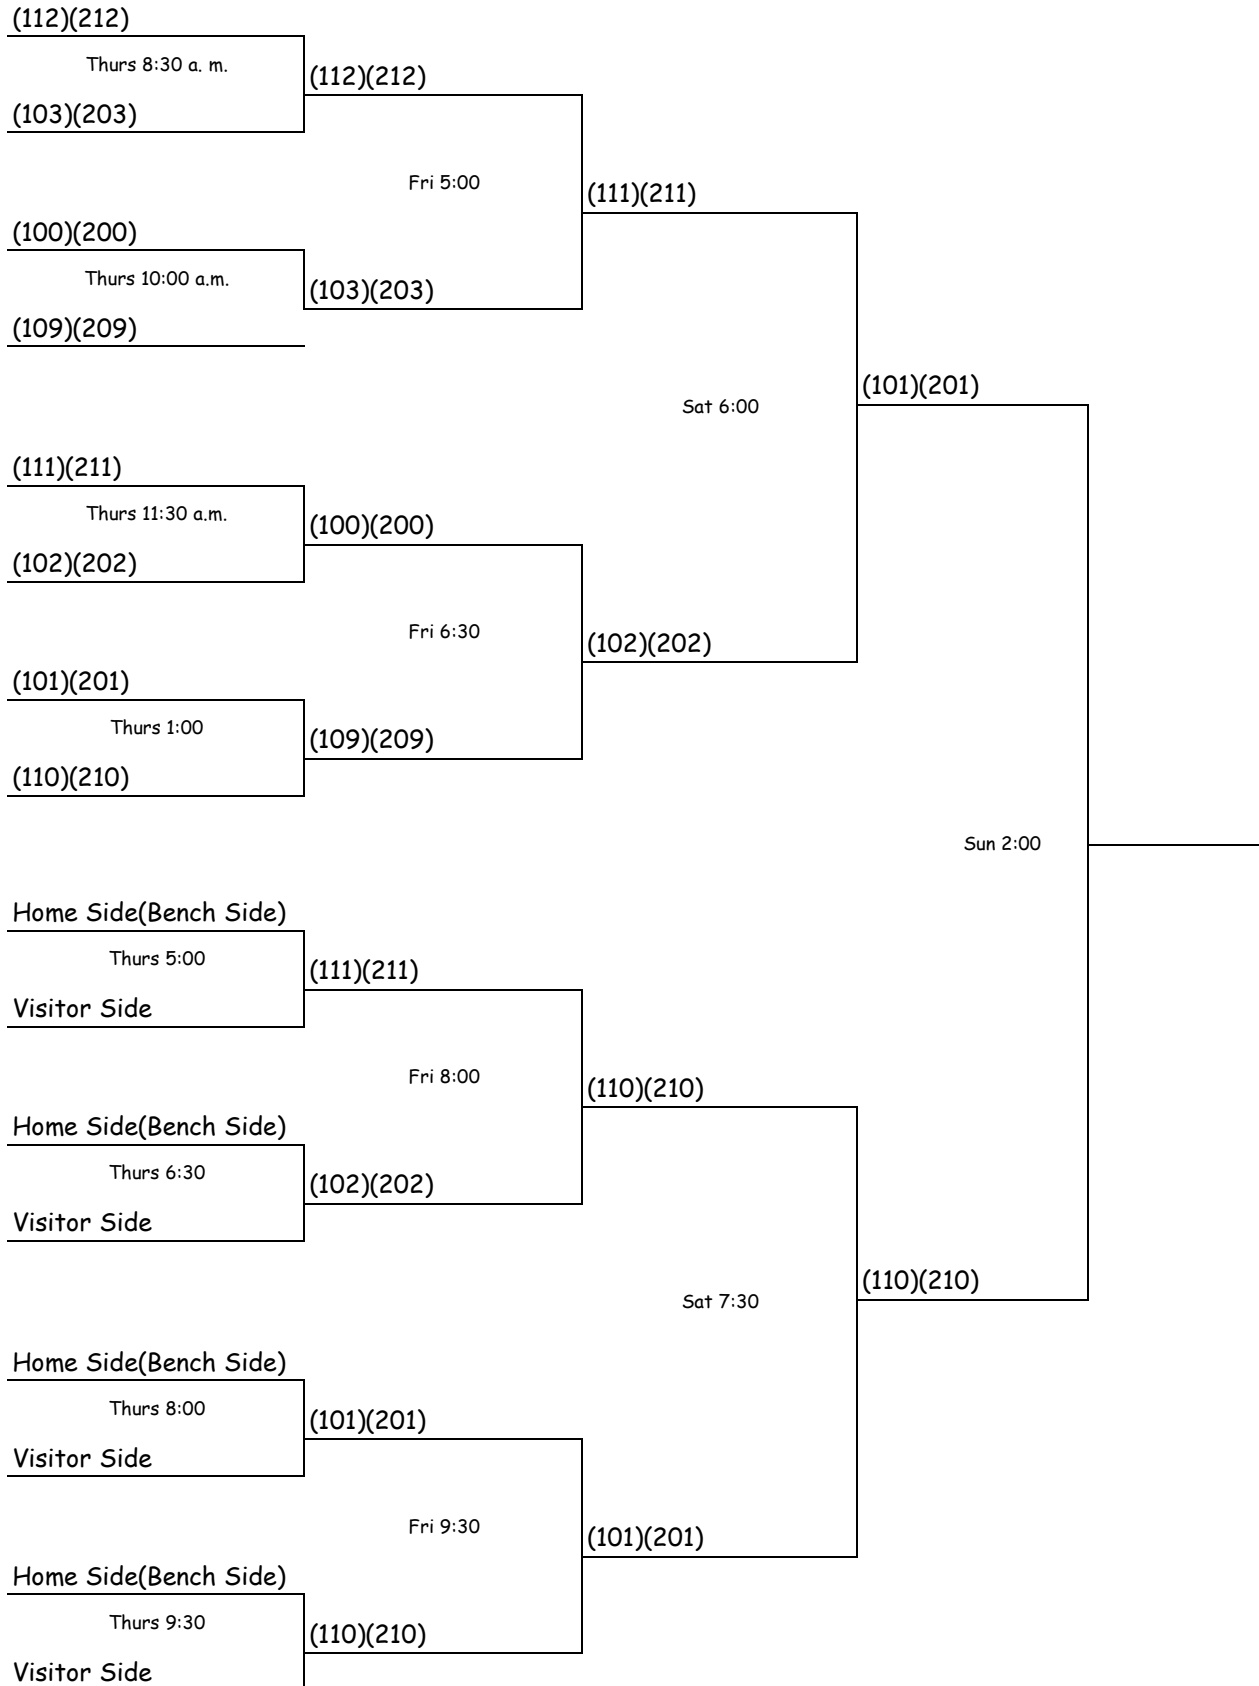 (112)(212)
Thurs 8:30 a. m.
(112)(212)
(103)(203)
Fri 5:00
(111)(211)
(100)(200)
Thurs 10:00 a.m.
(103)(203)
(109)(209)
(101)(201)
Sat 6:00
(111)(211)
Thurs 11:30 a.m.
(100)(200)
(102)(202)
Fri 6:30
(102)(202)
(101)(201)
Thurs 1:00
(109)(209)
(110)(210)
Sun 2:00
Home Side(Bench Side)
Thurs 5:00
(111)(211)
Visitor Side
Fri 8:00
(110)(210)
Home Side(Bench Side)
Thurs 6:30
(102)(202)
Visitor Side
(110)(210)
Sat 7:30
Home Side(Bench Side)
Thurs 8:00
(101)(201)
Visitor Side
Fri 9:30
(101)(201)
Home Side(Bench Side)
Thurs 9:30
(110)(210)
Visitor Side